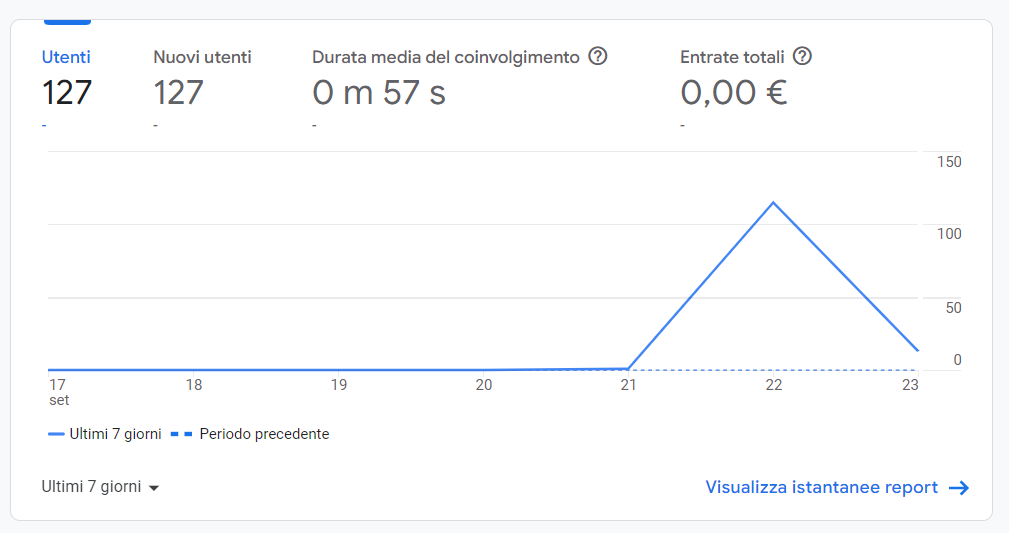 Utenti Nuovi utenti Durata media del coinvolgimento ? Entrate totali ?
127 127 0 m 57 s 0,00 €
- - - -
150
100
50
0
17 18 19 20 21 22 23
set
Ultimi 7 giorni Periodo precedente
Ultimi 7 giorni Visualizza istantanee report